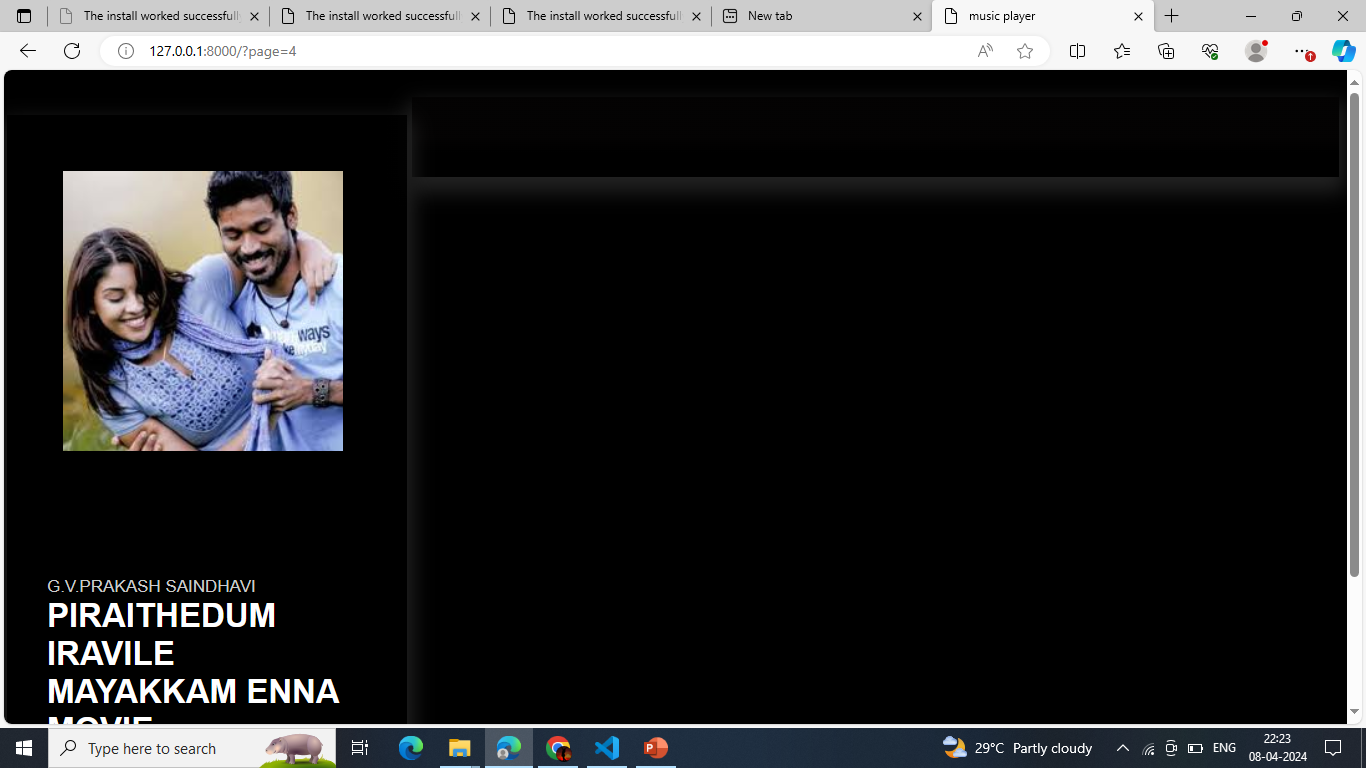 The install worked successfull
The install worked successfull
The install worked successfull
New tab
music player
127.0.0.1:8000/?page=4
ways
G.V.PRAKASH SAINDHAVI
PIRAITHEDUM
IRAVILE
MAYAKKAM ENNA
MOVIE
Type here to search
29°C Partly cloudy
ENG
22:23
08-04-2024